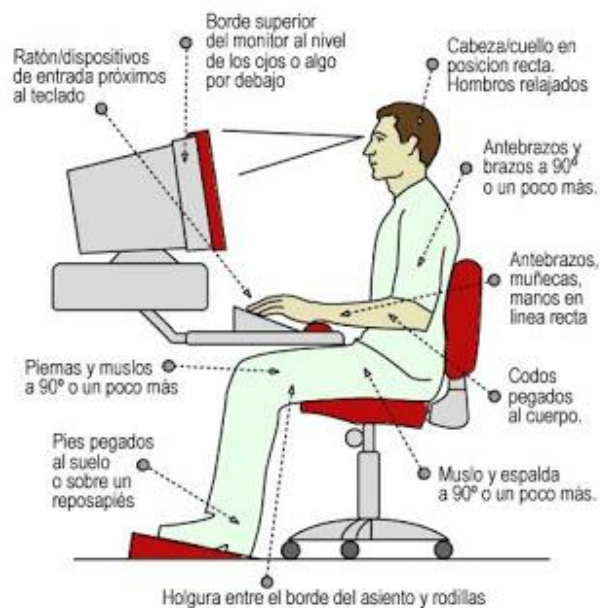 Borde superior
del monitor al nivel
de los ojos o algo
por debajo
Ratón/dispositivos
de entrada próximos
al teclado
Cabeza/cuello en
posicion recta.
Hombros relajados
Antebrazos y
brazos a 90º
o un poco más.
Antebrazos,
muñecas,
manos en
linea recta
Piernas y muslos
a 90º o un poco más
Codos
pegados
al cuerpo.
Pies pegados
al suelo
o sobre un
reposapiés
Muslo y espalda
a 90º o un poco más.
Holgura entre el borde del asiento y rodillas